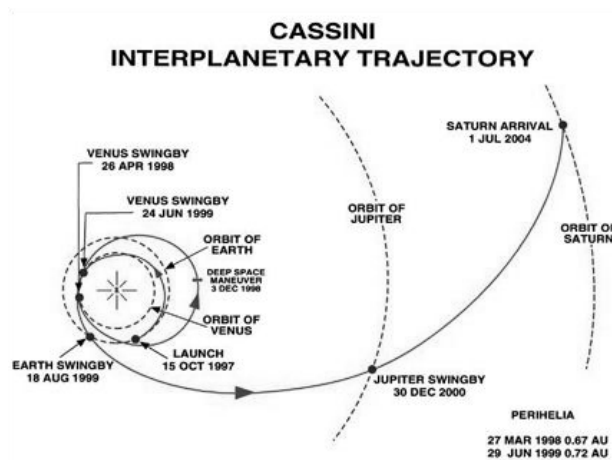 CASSINI
INTERPLANETARY TRAJECTORY
SATURN ARRIVAL
1 JUL 2004
VENUS SWINGBY
26 APR 1998
VENUS SWINGBY
24 JUN 1999
ORBIT OF
JUPITER
ORBIT OF
EARTH
ORBIT OF
SATURN
DEEP SPACE
MANEUVER
3 DEC 1998
ORBIT OF
VENUS
LAUNCH
15 OCT 1997
EARTH SWINGBY
18 AUG 1999
JUPITER SWINGBY
30 DEC 2000
PERIHELIA
27 MAR 1998 0.67 AU
29 JUN 1999 0.72 AU